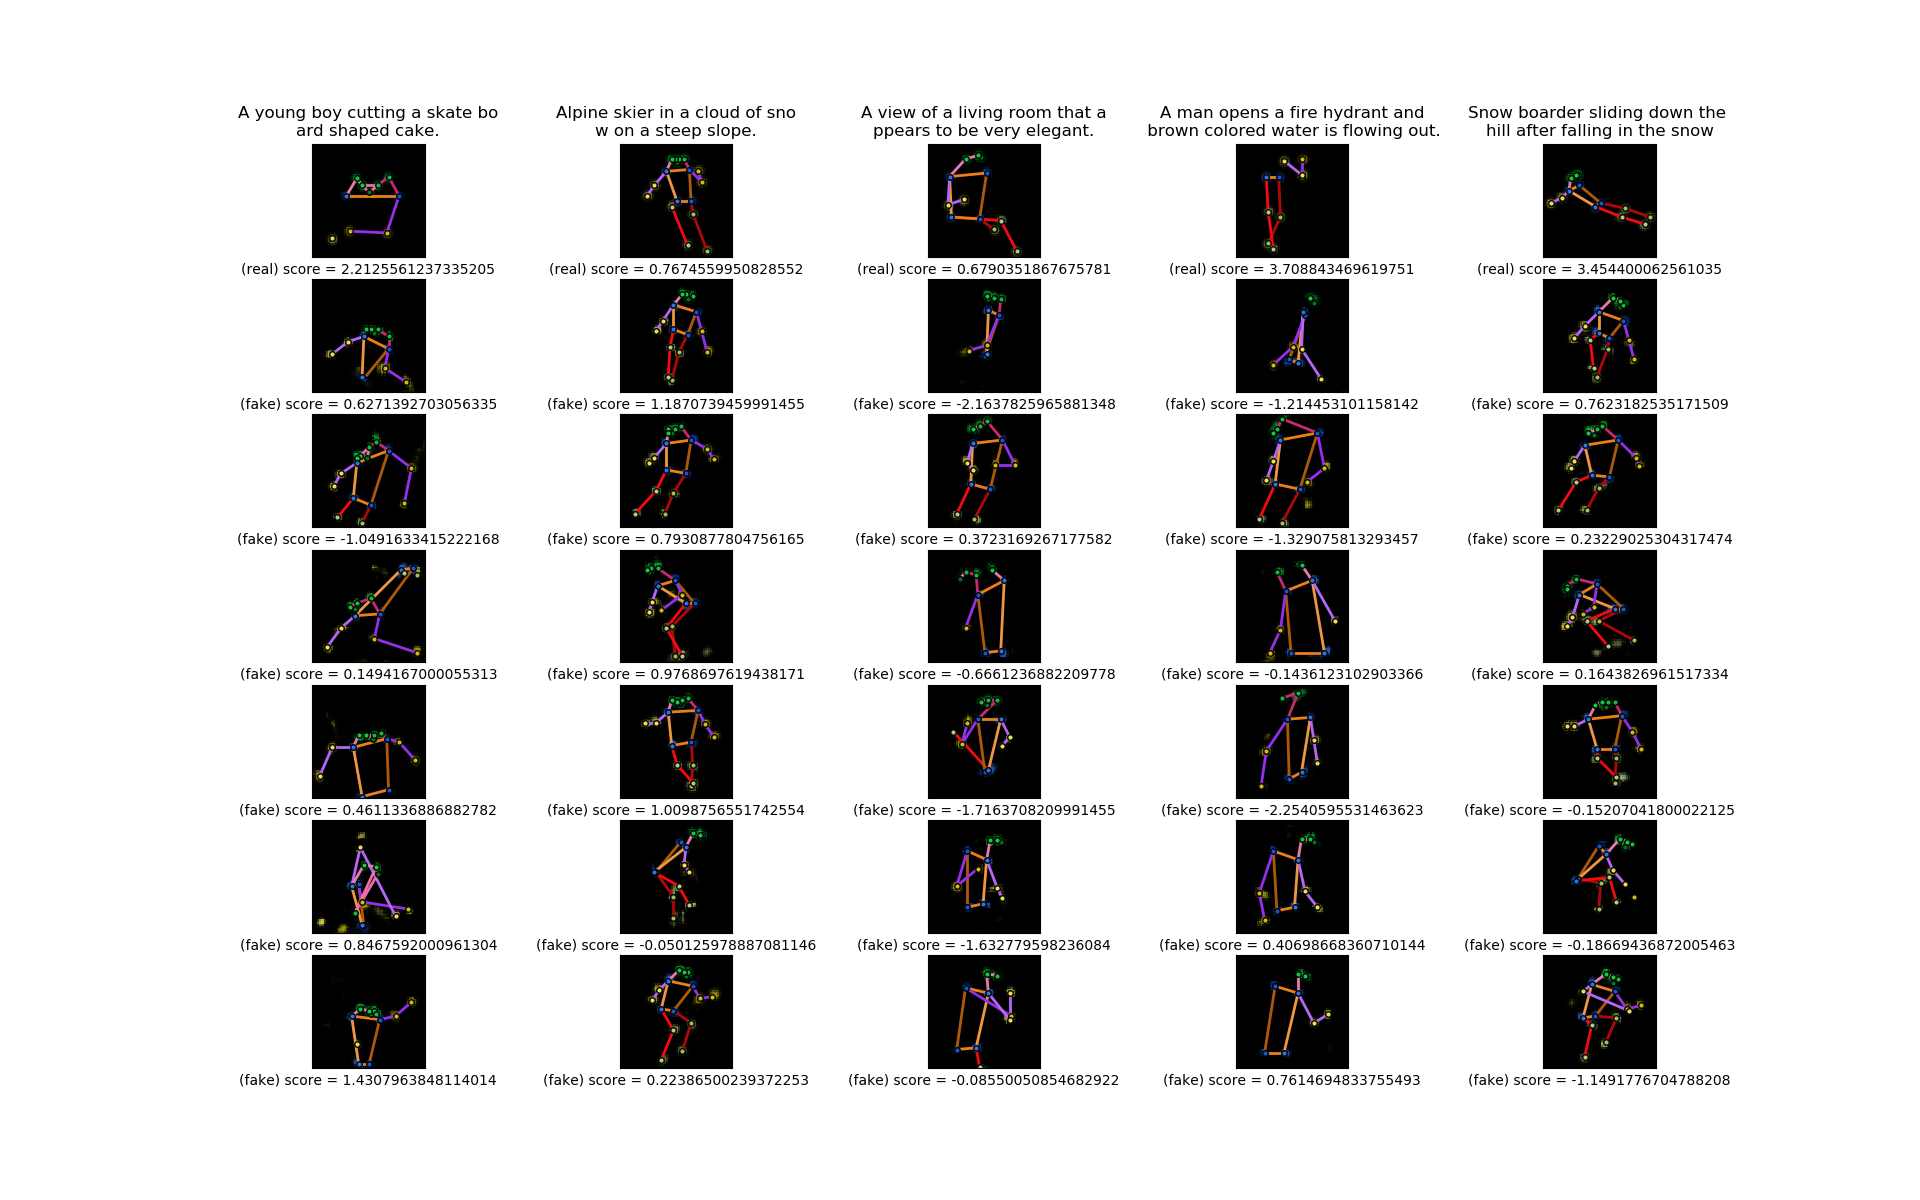 A young boy cutting a skate bo
ard shaped cake.
Alpine skier in a cloud of sno
w on a steep slope.
A view of a living room that a
ppears to be very elegant.
A man opens a fire hydrant and
brown colored water is flowing out.
Snow boarder sliding down the
hill after falling in the snow
(real) score = 2.2125561237335205
(real) score = 0.7674559950828552
(real) score = 0.6790351867675781
(real) score = 3.708843469619751
(real) score = 3.454400062561035
(fake) score = 0.6271392703056335
(fake) score = 1.1870739459991455
(fake) score = -2.1637825965881348
(fake) score = -1.214453101158142
(fake) score = 0.7623182535171509
(fake) score = -1.0491633415222168
(fake) score = 0.7930877804756165
(fake) score = 0.3723169267177582
(fake) score = -1.329075813293457
(fake) score = 0.23229025304317474
(fake) score = 0.1494167000055313
(fake) score = 0.9768697619438171
(fake) score = -0.6661236882209778
(fake) score = -0.1436123102903366
(fake) score = 0.1643826961517334
(fake) score = 0.4611336886882782
(fake) score = 1.0098756551742554
(fake) score = -1.7163708209991455
(fake) score = -2.2540595531463623
(fake) score = -0.15207041800022125
(fake) score = 0.8467592000961304
(fake) score = -0.050125978887081146
(fake) score = -1.632779598236084
(fake) score = 0.40698668360710144
(fake) score = -0.18669436872005463
(fake) score = 1.4307963848114014
(fake) score = 0.22386500239372253
(fake) score = -0.08550050854682922
(fake) score = 0.7614694833755493
(fake) score = -1.1491776704788208